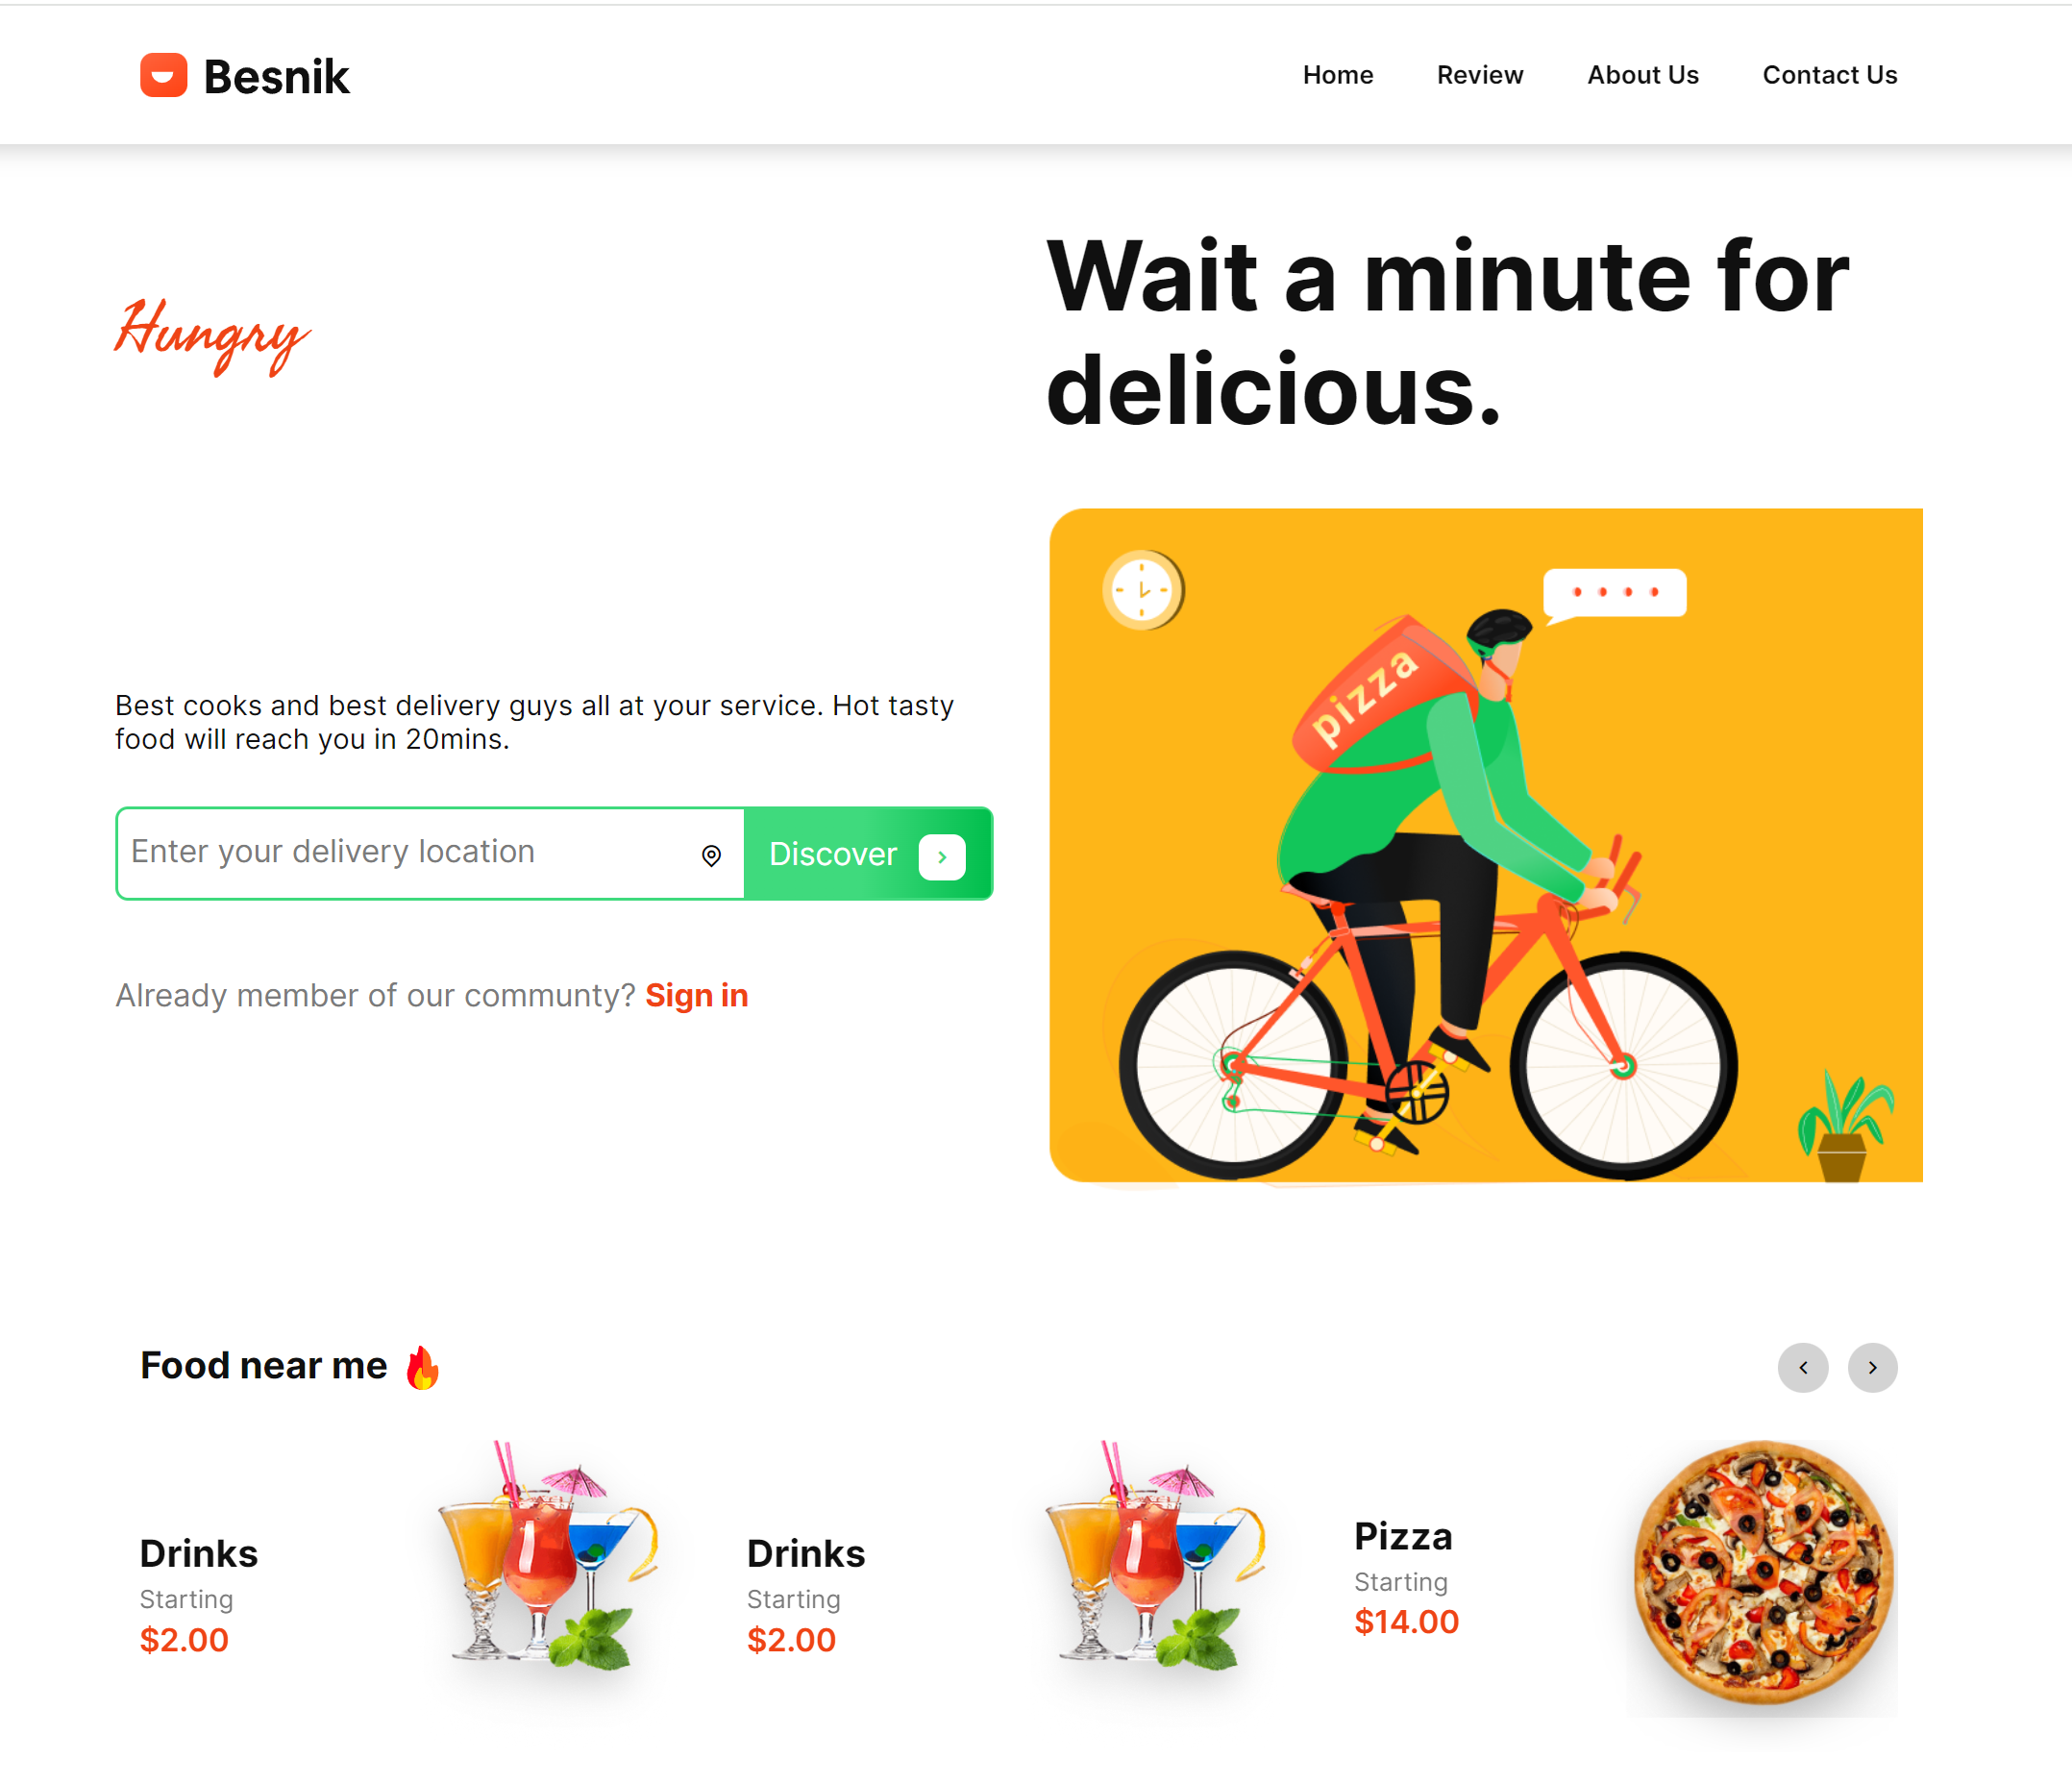 Besnik
Home Review About Us Contact Us
Hungry
Wait a minute for
delicious.
pizza
Best cooks and best delivery guys all at your service. Hot tasty
food will reach you in 20mins.
Enter your delivery location
Discover
Already member of our communty? Sign in
Food near me
Drinks
Starting
$2.00
Drinks
Starting
$2.00
Pizza
Starting
$14.00